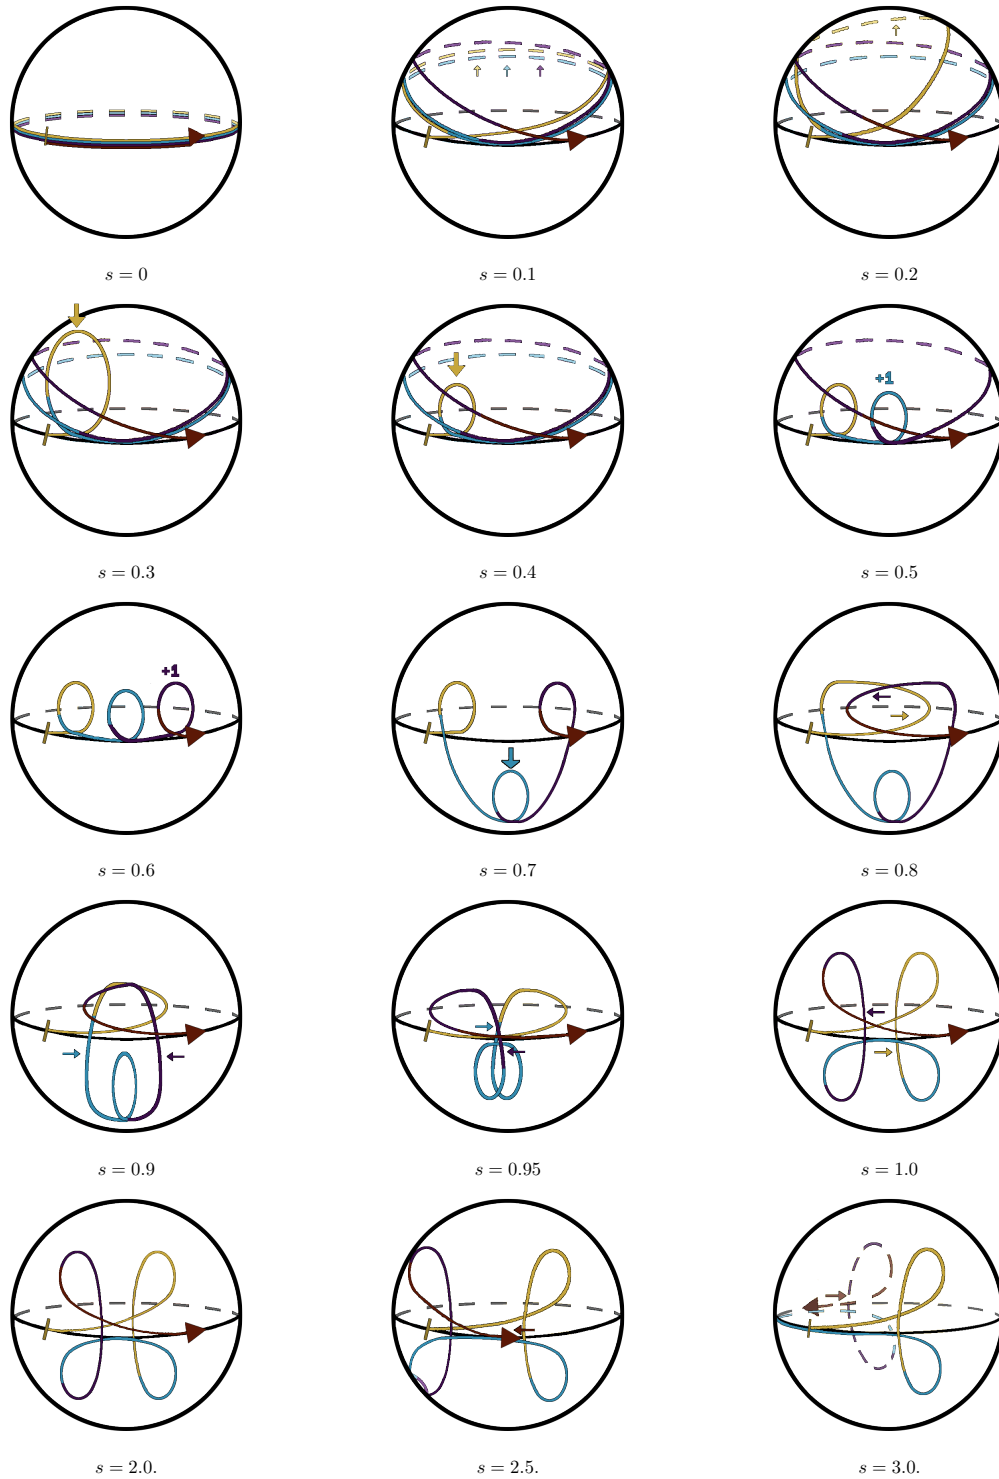 s = 0
s = 0.1
s = 0.2
s = 0.3
s = 0.4
+1
s = 0.5
+1
s = 0.6
s = 0.7
s = 0.8
s = 0.9
s = 0.95
s = 1.0
s = 2.0.
s = 2.5.
s = 3.0.